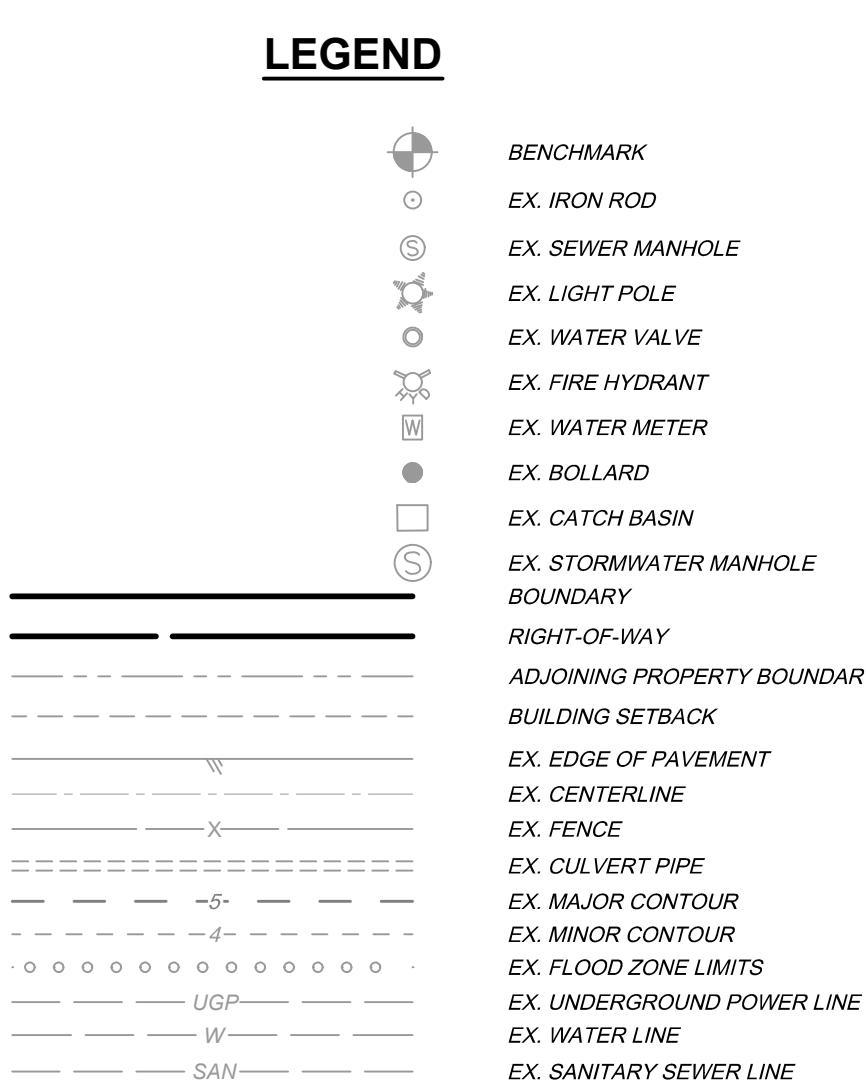 LEGEND
BENCHMARK
EX. IRON ROD
S EX. SEWER MANHOLE
EX. LIGHT POLE
EX. WATER VALVE
EX. FIRE HYDRANT
W EX. WATER METER
EX. BOLLARD
EX. CATCH BASIN
S EX. STORMWATER MANHOLE
BOUNDARY
RIGHT-OF-WAY
ADJOINING PROPERTY BOUNDAR
BUILDING SETBACK
EX. EDGE OF PAVEMENT
EX. CENTERLINE
X EX. FENCE
EX. CULVERT PIPE
5 EX. MAJOR CONTOUR
4 EX. MINOR CONTOUR
EX. FLOOD ZONE LIMITS
UGP EX. UNDERGROUND POWER LINE
W EX. WATER LINE
SAN EX. SANITARY SEWER LINE